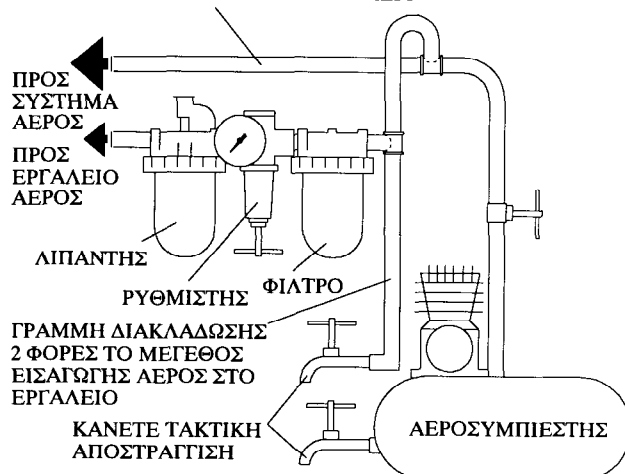 ΠΡΟΣ
ΣΥΣΤΗΜΑ
ΑΕΡΟΣ
ΠΡΟΣ
ΕΡΓΑΛΕΙΟ
ΑΕΡΟΣ
ΛΙΠΑΝΤΗΣ
ΡΥΘΜΙΣΤΗΣ
ΦΙΛΤΡΟ
ΓΡΑΜΜΗ ΔΙΑΚΛΑΔΩΣΗΣ
2 ΦΟΡΕΣ ΤΟ ΜΕΓΕΘΟΣ
ΕΙΣΑΓΩΓΗΣ ΑΕΡΟΣ ΣΤΟ
ΕΡΓΑΛΕΙΟ
ΚΑΝΕΤΕ ΤΑΚΤΙΚΗ
ΑΠΟΣΤΡΑΓΓΙΣΗ
ΑΕΡΟΣΥΜΠΙΕΣΤΗΣ